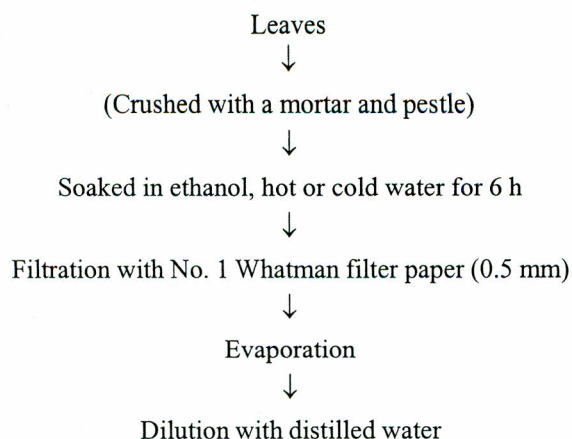 Leaves
↓
(Crushed with a mortar and pestle)
↓
Soaked in ethanol, hot or cold water for 6 h
↓
Filtration with No. 1 Whatman filter paper (0.5 mm)
↓
Evaporation
↓
Dilution with distilled water